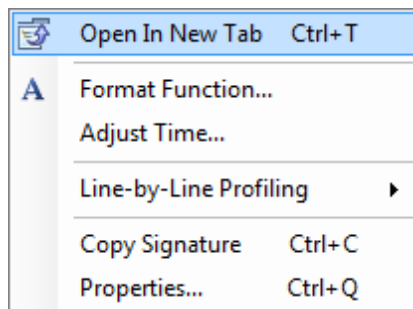 Open In New Tab Ctrl+T
Format Function...
Adjust Time...
Line-by-Line Profiling
Copy Signature Ctrl+C
Properties... Ctrl+Q